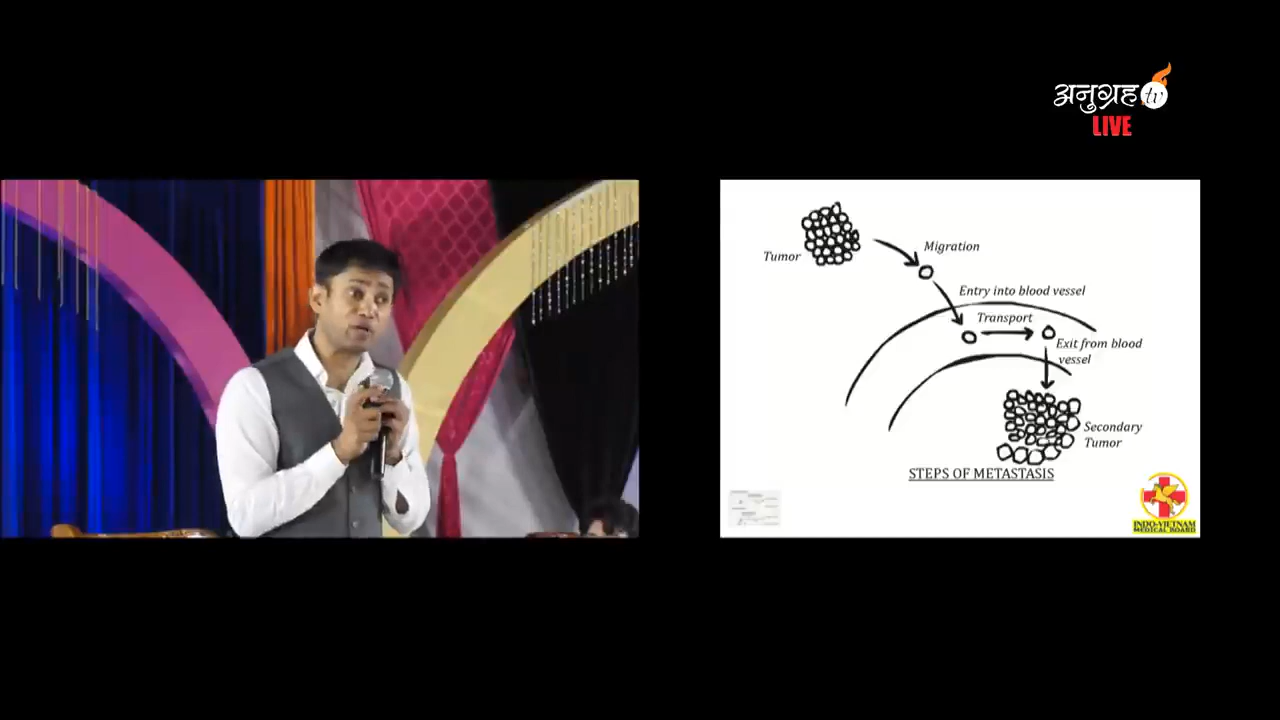 अनुग्रह tv
LIVE
Tumor
Migration
Entry into blood vessel
Transport
Exit from blood
vessel
Secondary
Tumor
STEPS OF METASTASIS
INDO-VIETNAM
MEDICAL BOARD